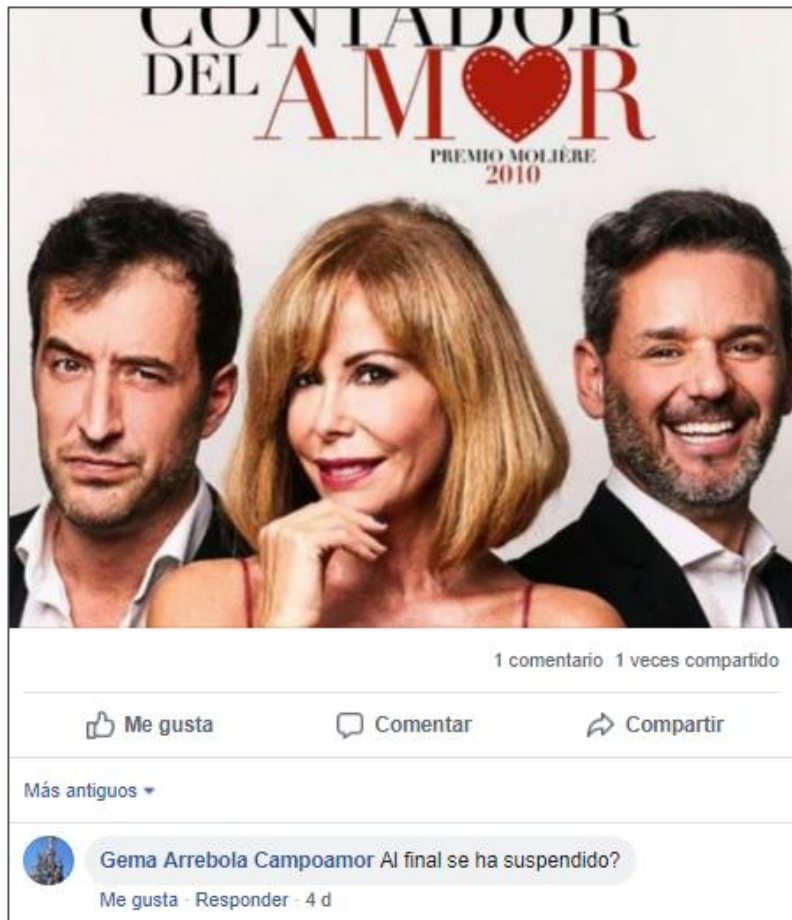 CONTADOR
DEL AMOR
PREMIO MOLIÈRE
2010
1 comentario 1 veces compartido
Me gusta Comentar Compartir
Más antiguos
Gema Arrebola Campoamor Al final se ha suspendido?
Me gusta · Responder · 4 d